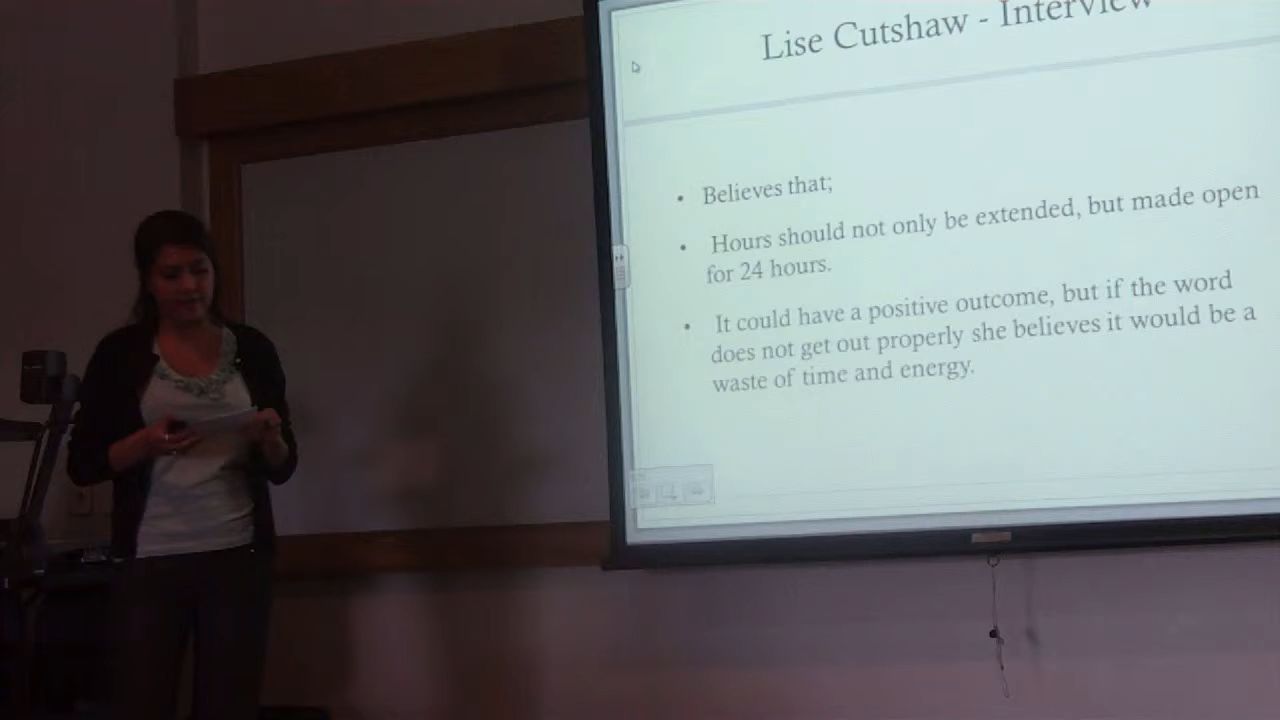 Lise Cutshaw - Interview
• Believes that;
• Hours should not only be extended, but made open
for 24 hours.
• It could have a positive outcome, but if the word
does not get out properly she believes it would be a
waste of time and energy.